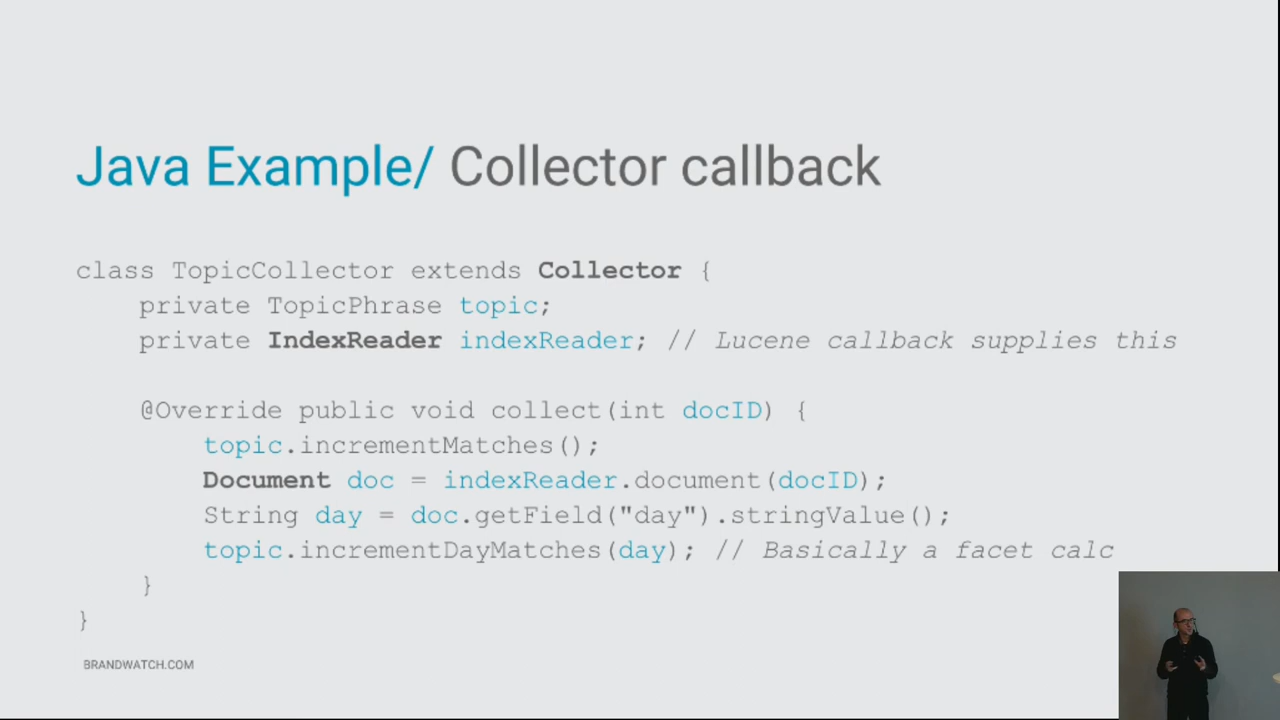 Java Example/ Collector callback
class TopicCollector extends Collector {
private TopicPhrase topic;
private IndexReader indexReader; // Lucene callback supplies this
@Override public void collect(int docID) {
topic.incrementMatches();
Document doc = indexReader.document(docID);
String day = doc.getField("day").stringValue();
topic.incrementDayMatches(day); // Basically a facet calc
}
}
BRANDWATCH.COM